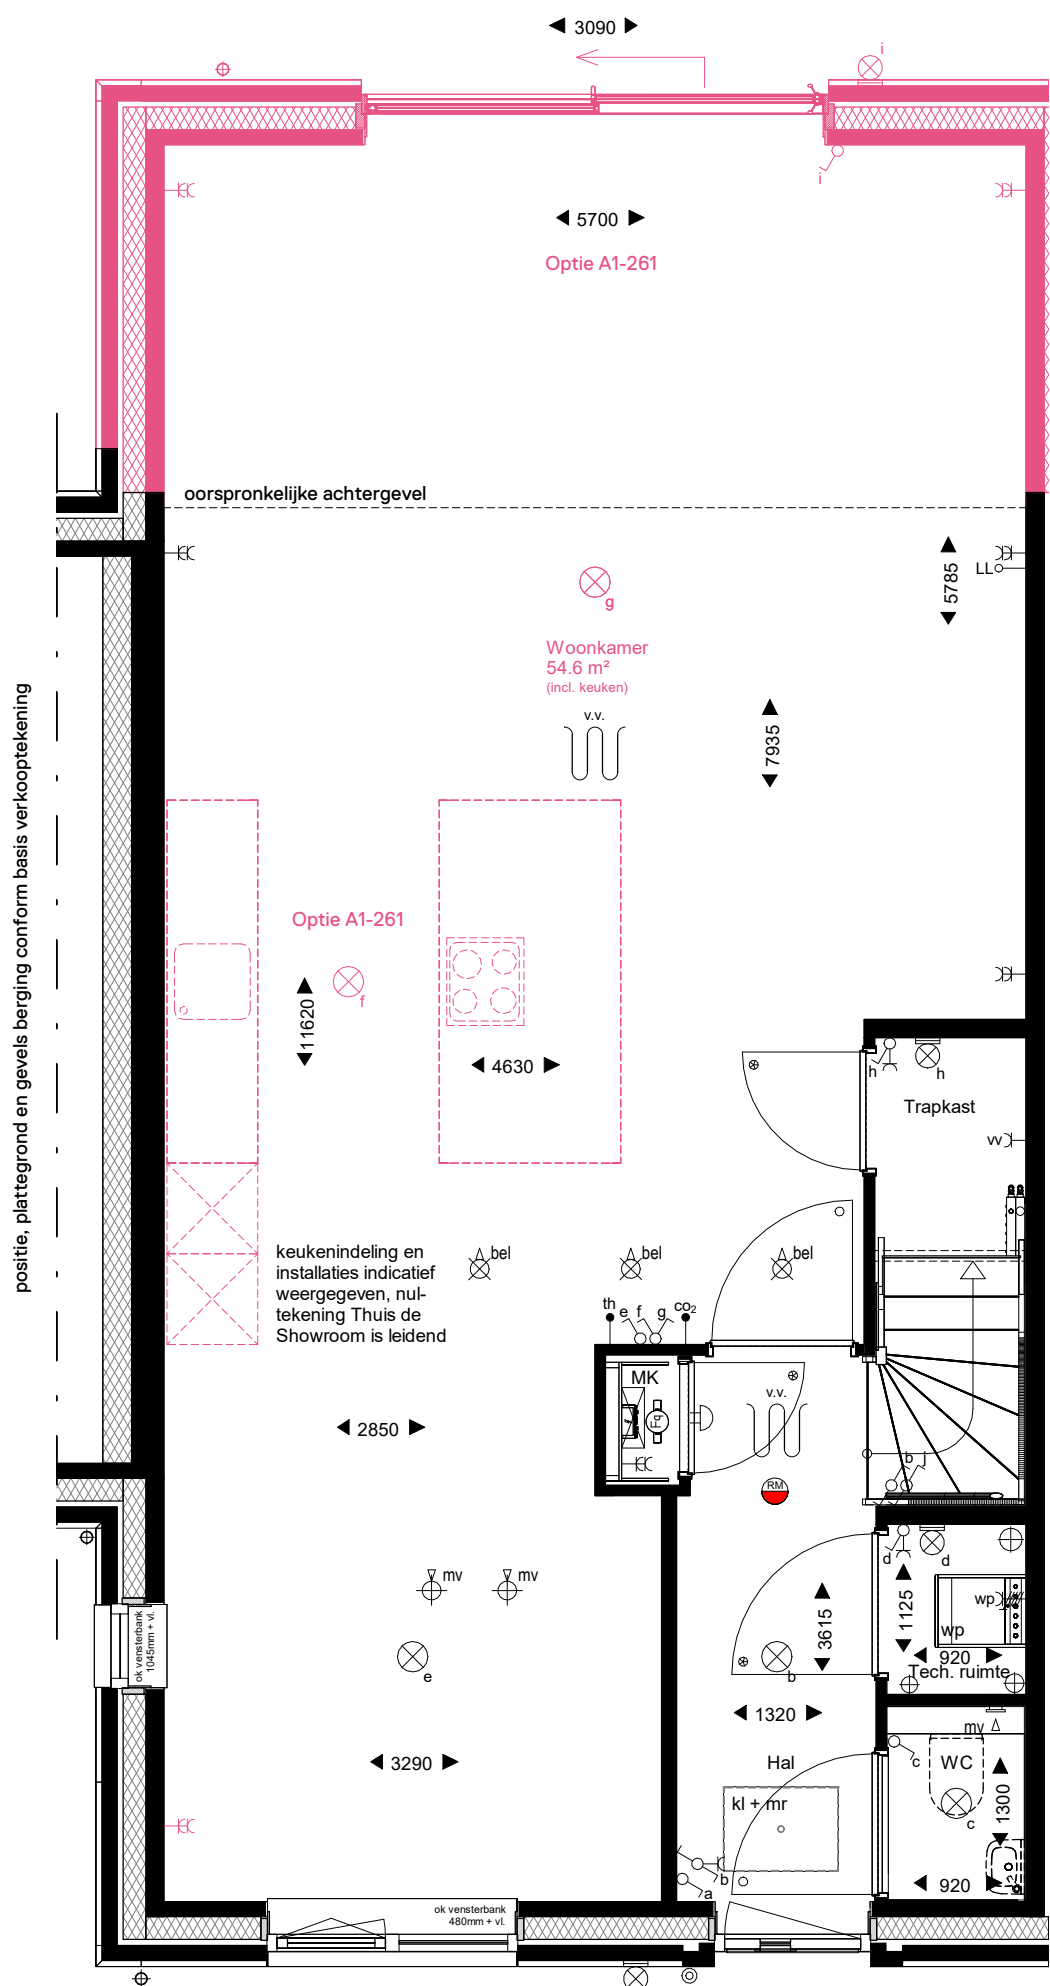 3090
i
i
5700
Optie A1-261
oorspronkelijke achtergevel
LL
5785
g
Woonkamer
54.6 m²
(incl. keuken)
v.v.
7935
positie, plattegrond en gevels berging conform basis verkooptekening
Optie A1-261
f
11620
4630
h
h
Trapkast
vv
keukenindeling en
installaties indicatief
weergegeven, nul-
tekening Thuis de
Showroom is leidend
bel
bel
bel
th
e
f
g
co2
MK
Fq
v.v.
2850
b
j
RM
d
d
mv
mv
1125
wp
wp
920
Tech. ruimte
3615
ok vensterbank
1045mm + vl.
e
b
1320
mv
3290
Hal
c
WC
kl + mr
c
1300
b
a
920
ok vensterbank
480mm + vl.